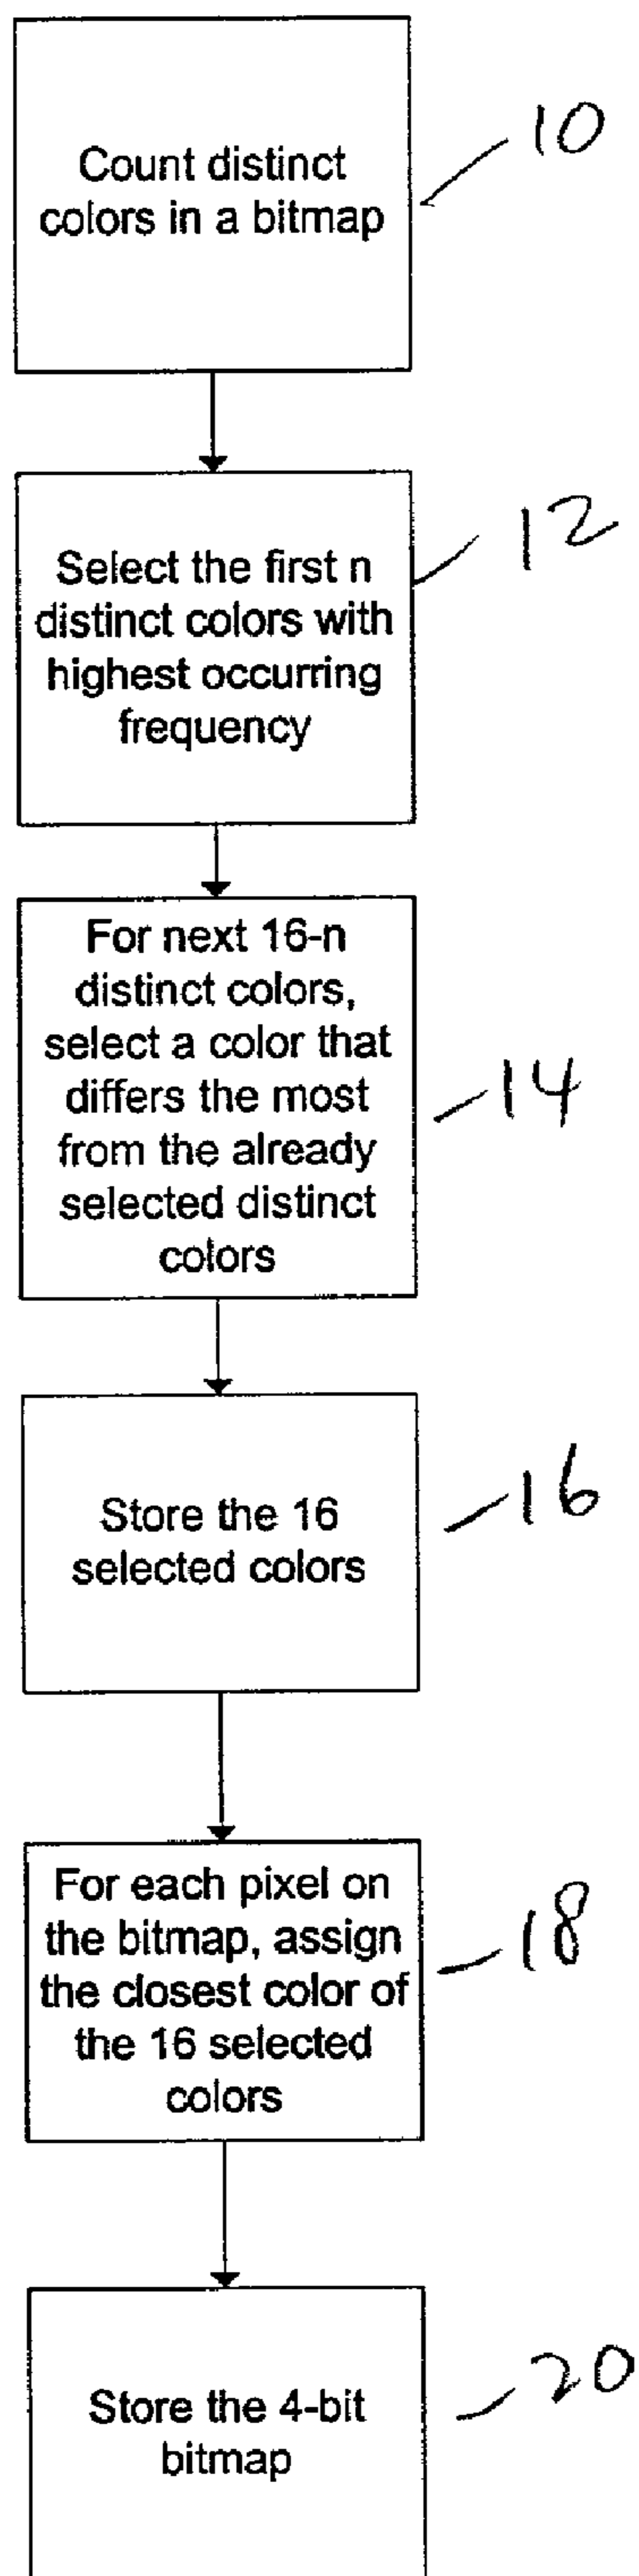 Count distinct
colors in a bitmap
10
Select the first n
distinct colors with
highest occurring
frequency
12
For next 16-n
distinct colors,
select a color that
differs the most
from the already
selected distinct
colors
14
Store the 16
selected colors
16
For each pixel on
the bitmap, assign
the closest color of
the 16 selected
colors
18
Store the 4-bit
bitmap
20